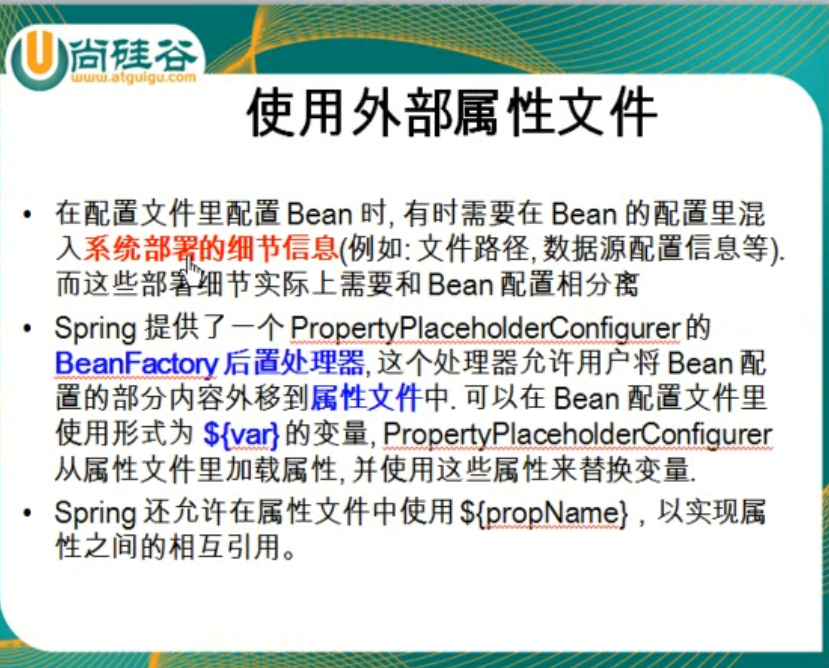 尚硅谷
www.atguigu.com
使用外部属性文件
• 在配置文件里配置 Bean 时, 有时需要在 Bean 的配置里混
入系统部署的细节信息(例如: 文件路径, 数据源配置信息等).
而这些部署细节实际上需要和 Bean 配置相分离
• Spring 提供了一个 PropertyPlaceholderConfigurer 的
BeanFactory 后置处理器, 这个处理器允许用户将 Bean 配
置的部分内容外移到属性文件中. 可以在 Bean 配置文件里
使用形式为 ${var} 的变量, PropertyPlaceholderConfigurer
从属性文件里加载属性, 并使用这些属性来替换变量.
• Spring 还允许在属性文件中使用 ${propName}，以实现属
性之间的相互引用。